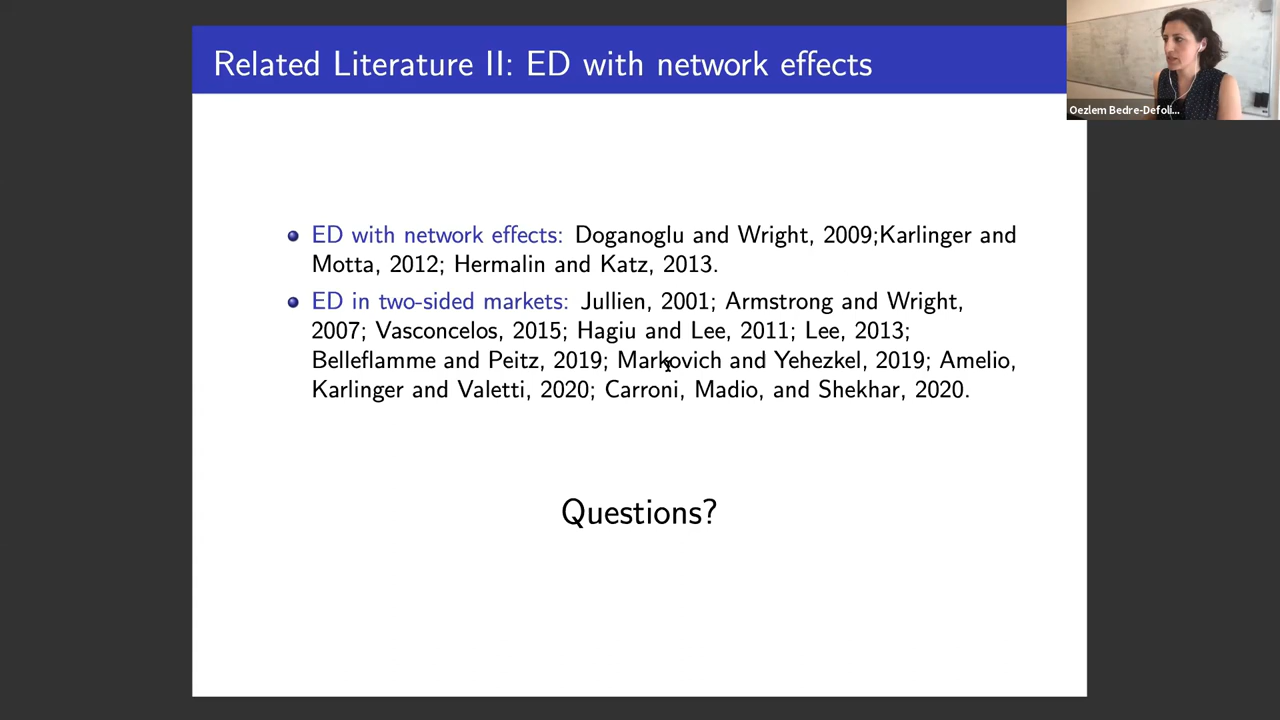 Related Literature II: ED with network effects
Oezlem Bedre-Defoli...
ED with network effects: Doganoglu and Wright, 2009;Karlinger and
Motta, 2012; Hermalin and Katz, 2013.
ED in two-sided markets: Jullien, 2001; Armstrong and Wright,
2007; Vasconcelos, 2015; Hagiu and Lee, 2011; Lee, 2013;
Belleflamme and Peitz, 2019; Markovich and Yehezkel, 2019; Amelio,
Karlinger and Valetti, 2020; Carroni, Madio, and Shekhar, 2020.
Questions?